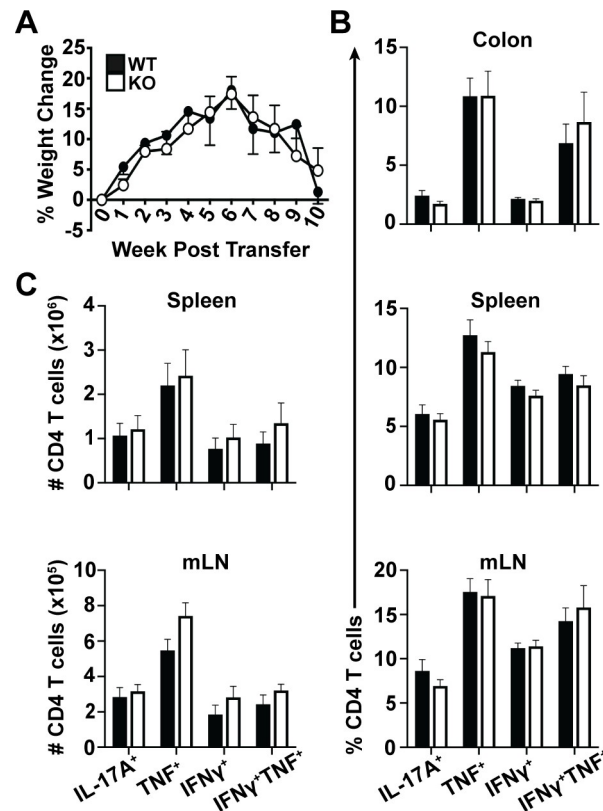 A
25
20
15
10
5
0
-5
% Weight Change
WT
KO
0 1 2 3 4 5 6 7 8 9 10
Week Post Transfer
B
Colon
15
10
5
0
Spleen
15
10
5
0
mLN
20
15
10
5
0
% CD4 T cells
IL-17A⁺ TNF⁺ IFNγ⁺ IFNγ⁺TNF⁺
C
Spleen
4
3
2
1
0
# CD4 T cells (x10⁶)
mLN
10
8
6
4
2
0
# CD4 T cells (x10⁵)
IL-17A⁺ TNF⁺ IFNγ⁺ IFNγ⁺TNF⁺